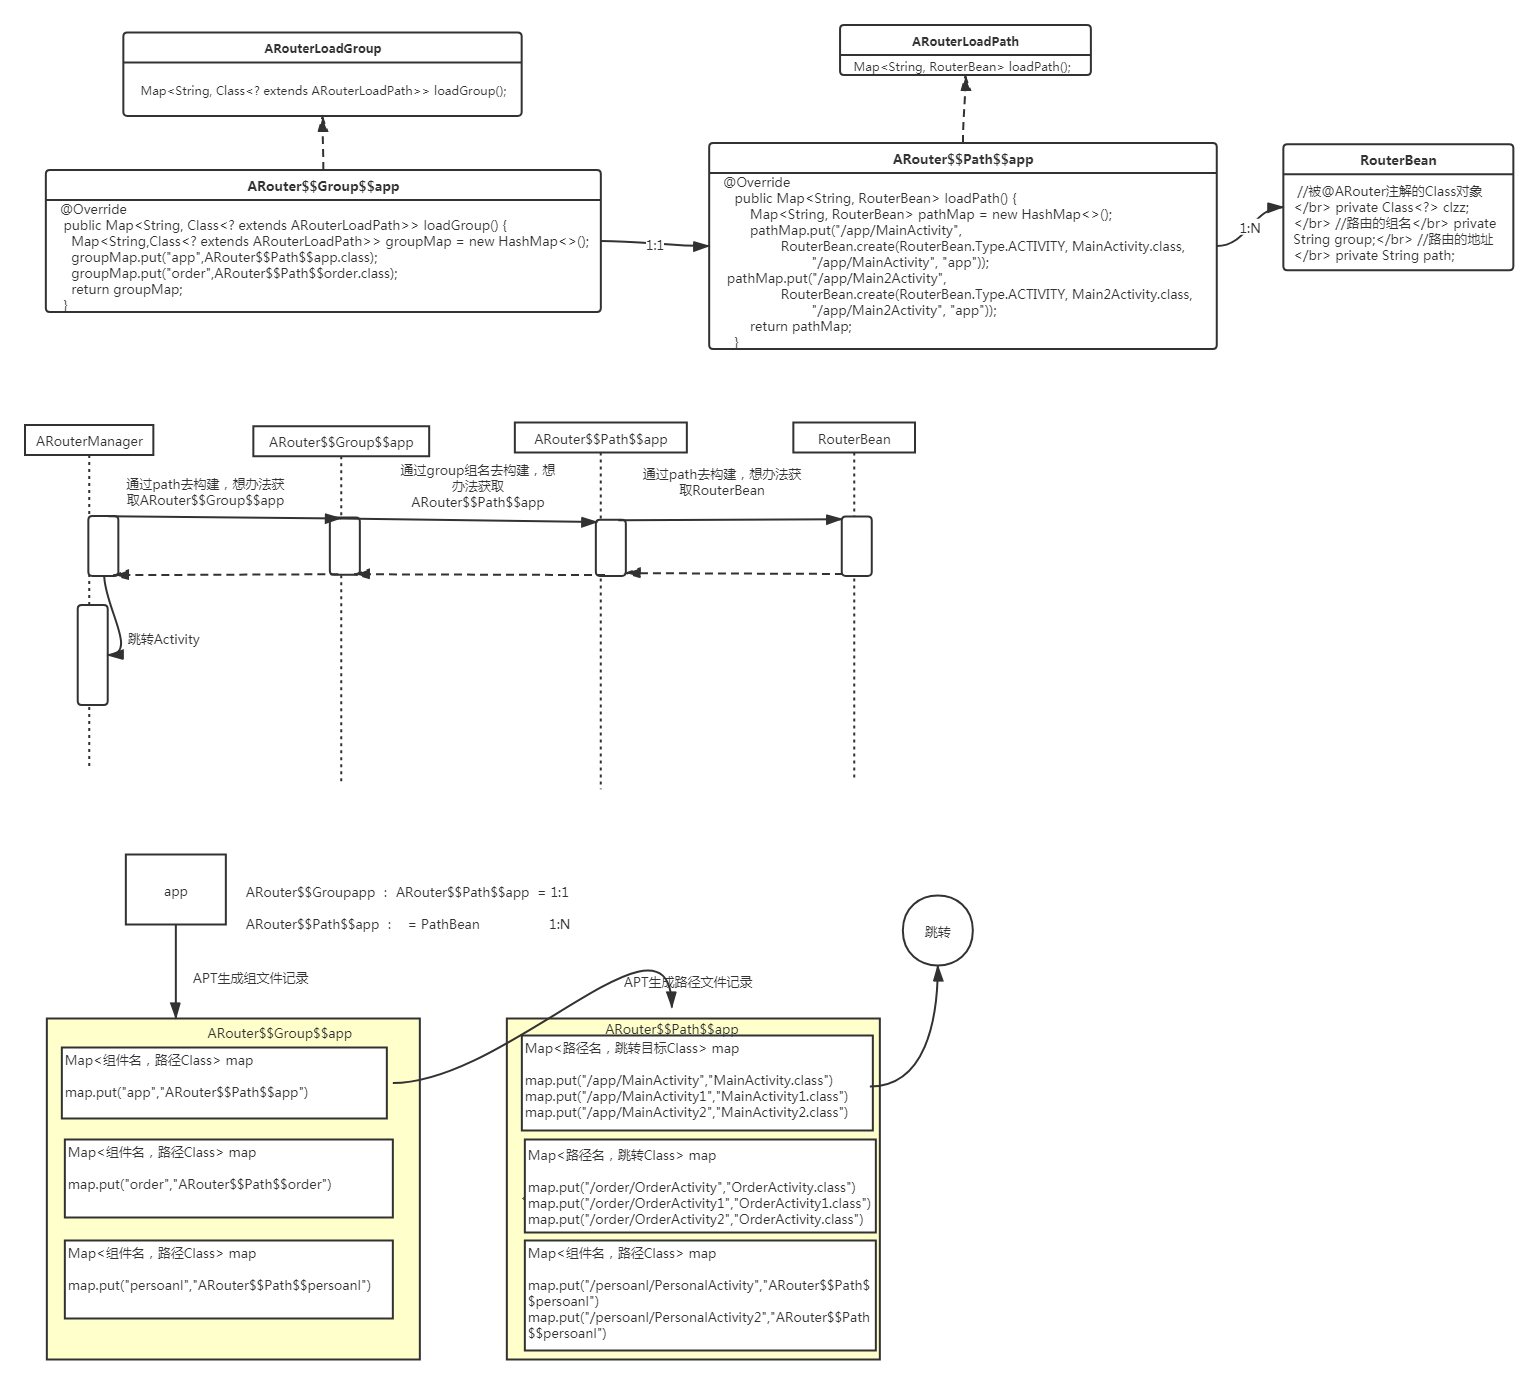 ARouterLoadGroup
Map<String, Class<? extends ARouterLoadPath>> loadGroup();
ARouterLoadPath
Map<String, RouterBean> loadPath();
ARouter$$Group$$app
@Override
public Map<String, Class<? extends ARouterLoadPath>> loadGroup() {
Map<String,Class<? extends ARouterLoadPath>> groupMap = new HashMap<>();
groupMap.put("app",ARouter$$Path$$app.class);
groupMap.put("order",ARouter$$Path$$order.class);
return groupMap;
}
1:1
ARouter$$Path$$app
@Override
public Map<String, RouterBean> loadPath() {
Map<String, RouterBean> pathMap = new HashMap<>();
pathMap.put("/app/MainActivity",
RouterBean.create(RouterBean.Type.ACTIVITY, MainActivity.class,
"/app/MainActivity", "app"));
pathMap.put("/app/Main2Activity",
RouterBean.create(RouterBean.Type.ACTIVITY, Main2Activity.class,
"/app/Main2Activity", "app"));
return pathMap;
}
1:N
RouterBean
//被@ARouter注解的Class对象
</br> private Class<?> clzz;
</br> //路由的组名</br> private
String group;</br> //路由的地址
</br> private String path;
ARouterManager
ARouter$$Group$$app
ARouter$$Path$$app
RouterBean
通过path去构建，想办法获
取ARouter$$Group$$app
通过group组名去构建，想
办法获取
ARouter$$Path$$app
通过path去构建，想办法获
取RouterBean
跳转Activity
app
ARouter$$Groupapp : ARouter$$Path$$app = 1:1
ARouter$$Path$$app : = PathBean 1:N
APT生成组文件记录
APT生成路径文件记录
跳转
ARouter$$Group$$app
Map<组件名，路径Class> map
map.put("app","ARouter$$Path$$app")
Map<组件名，路径Class> map
map.put("order","ARouter$$Path$$order")
Map<组件名，路径Class> map
map.put("persoanl","ARouter$$Path$$persoanl")
ARouter$$Path$$app
Map<路径名，跳转目标Class> map
map.put("/app/MainActivity","MainActivity.class")
map.put("/app/MainActivity1","MainActivity1.class")
map.put("/app/MainActivity2","MainActivity2.class")
Map<路径名，跳转Class> map
map.put("/order/OrderActivity","OrderActivity.class")
map.put("/order/OrderActivity1","OrderActivity1.class")
map.put("/order/OrderActivity2","OrderActivity.class")
Map<组件名，路径Class> map
map.put("/persoanl/PersonalActivity","ARouter$$Path$
$persoanl")
map.put("/persoanl/PersonalActivity2","ARouter$$Path
$$persoanl")